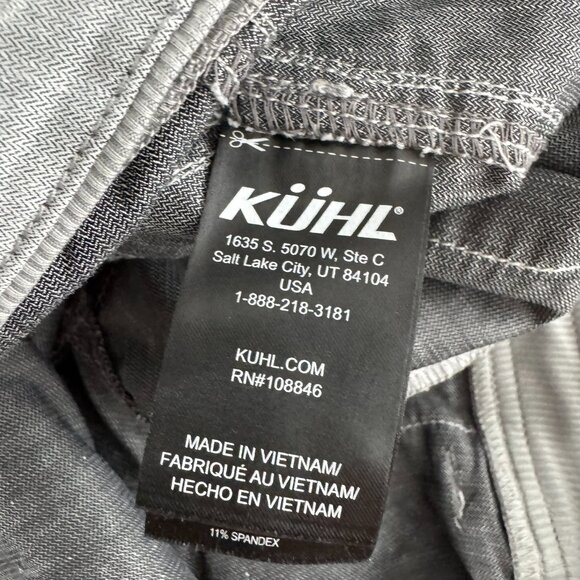 KÜHL®
1635 S. 5070 W, Ste C
Salt Lake City, UT 84104
USA
1-888-218-3181
KUHL.COM
RN#108846
MADE IN VIETNAM/
FABRIQUÉ AU VIETNAM/
HECHO EN VIETNAM
11% SPANDEX